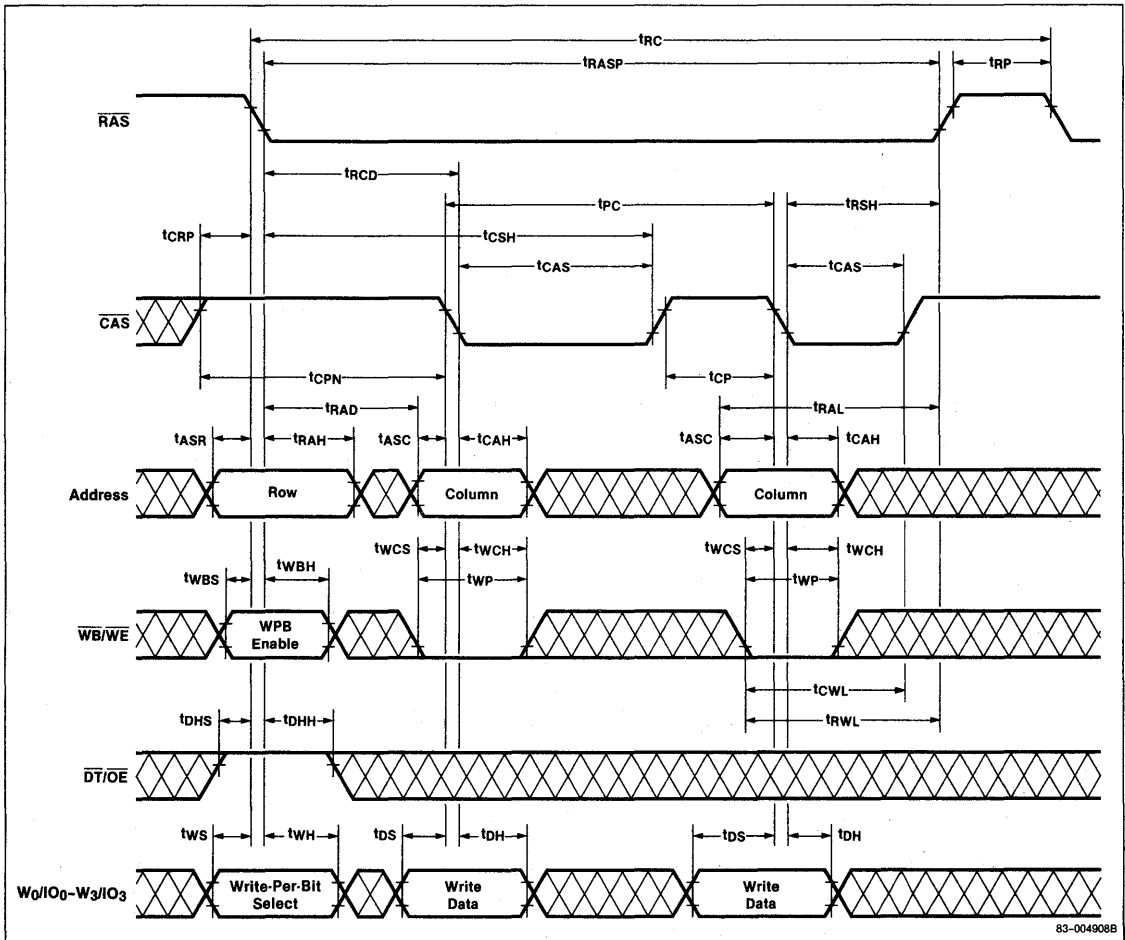 tRC
tRASP
tRP
RAS
tRCD
tPC
tRSH
tCRP
tCSH
tCAS
tCAS
CAS
tCPN
tCP
tRAD
tRAL
tASR
tRAH
tASC
tCAH
tASC
tCAH
Address
Row
Column
Column
tWCS
tWCH
tWCS
tWCH
tWBS
tWBH
tWP
tWP
WB/WE
WPB
Enable
tCWL
tDHS
tDHH
tRWL
DT/OE
tWS
tWH
tDS
tDH
tDS
tDH
W0/IO0~W3/IO3
Write-Per-Bit
Select
Write
Data
Write
Data
83-004908B